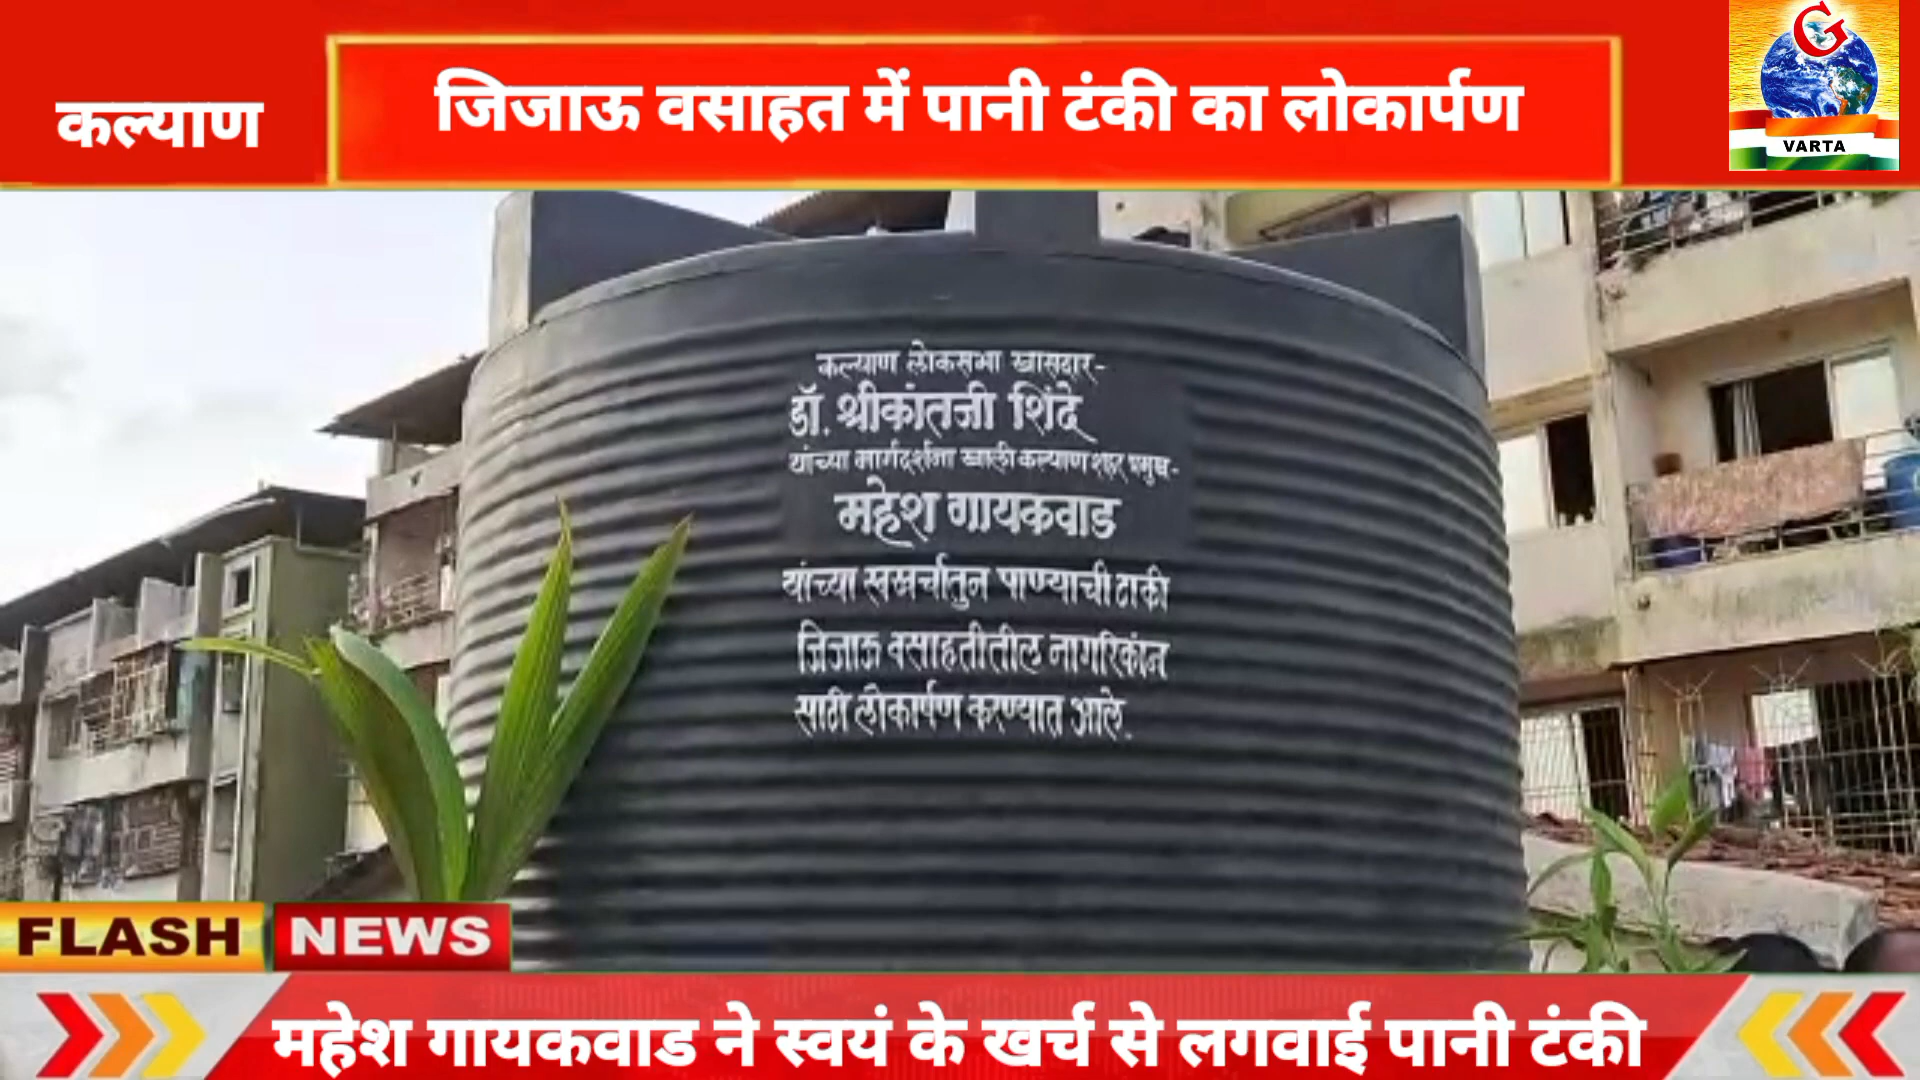 कल्याण
जिजाऊ वसाहत में पानी टंकी का लोकार्पण
G
VARTA
कल्याण लोकसभा खासदार-
डॉ. श्रीकांतजी शिंदे
यांच्या मार्गदर्शना खाली कल्याण शहर प्रमुख-
महेश गायकवाड
यांच्या स्वखर्चातुन पाण्याची टाकी
जिजाऊ वसाहतीतील नागरिकांन
साठी लोकार्पण करण्यात आले.
FLASH NEWS
महेश गायकवाड ने स्वयं के खर्च से लगवाई पानी टंकी